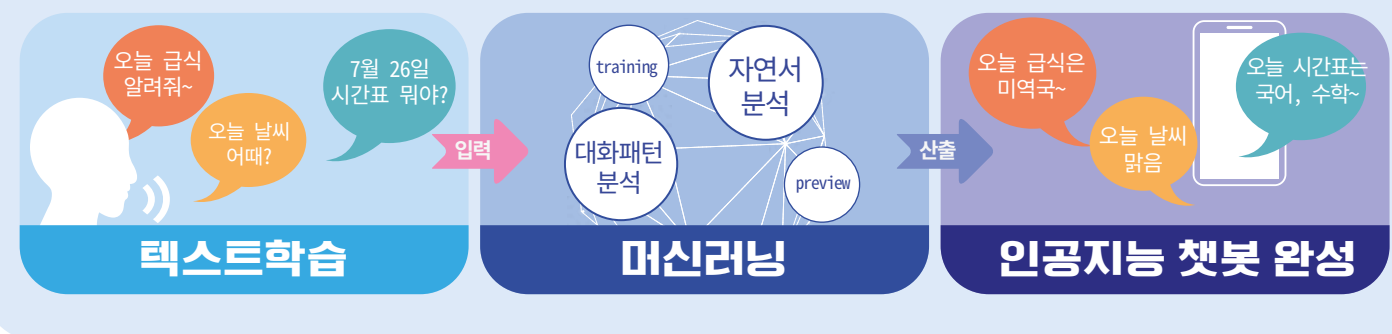 오늘 급식
알려줘~
오늘 날씨
어때?
7월 26일
시간표 뭐야?
텍스트학습
입력
training
자연서
분석
대화패턴
분석
preview
머신러닝
산출
오늘 급식은
미역국~
오늘 날씨
맑음
오늘 시간표는
국어, 수학~
인공지능 챗봇 완성